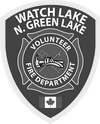 WATCH LAKE
N. GREEN LAKE
VOLUNTEER
FIRE DEPARTMENT